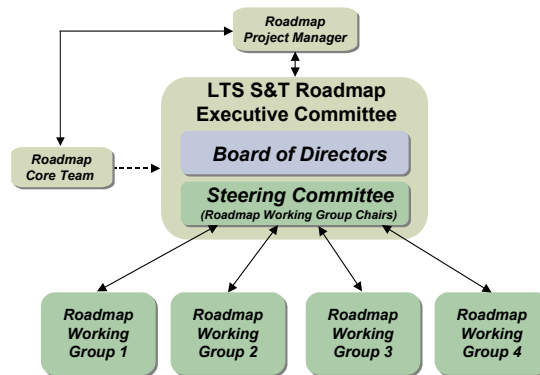 Roadmap
Project Manager
LTS S&T Roadmap
Executive Committee
Board of Directors
Roadmap
Core Team
Steering Committee
(Roadmap Working Group Chairs)
Roadmap
Working
Group 1
Roadmap
Working
Group 2
Roadmap
Working
Group 3
Roadmap
Working
Group 4